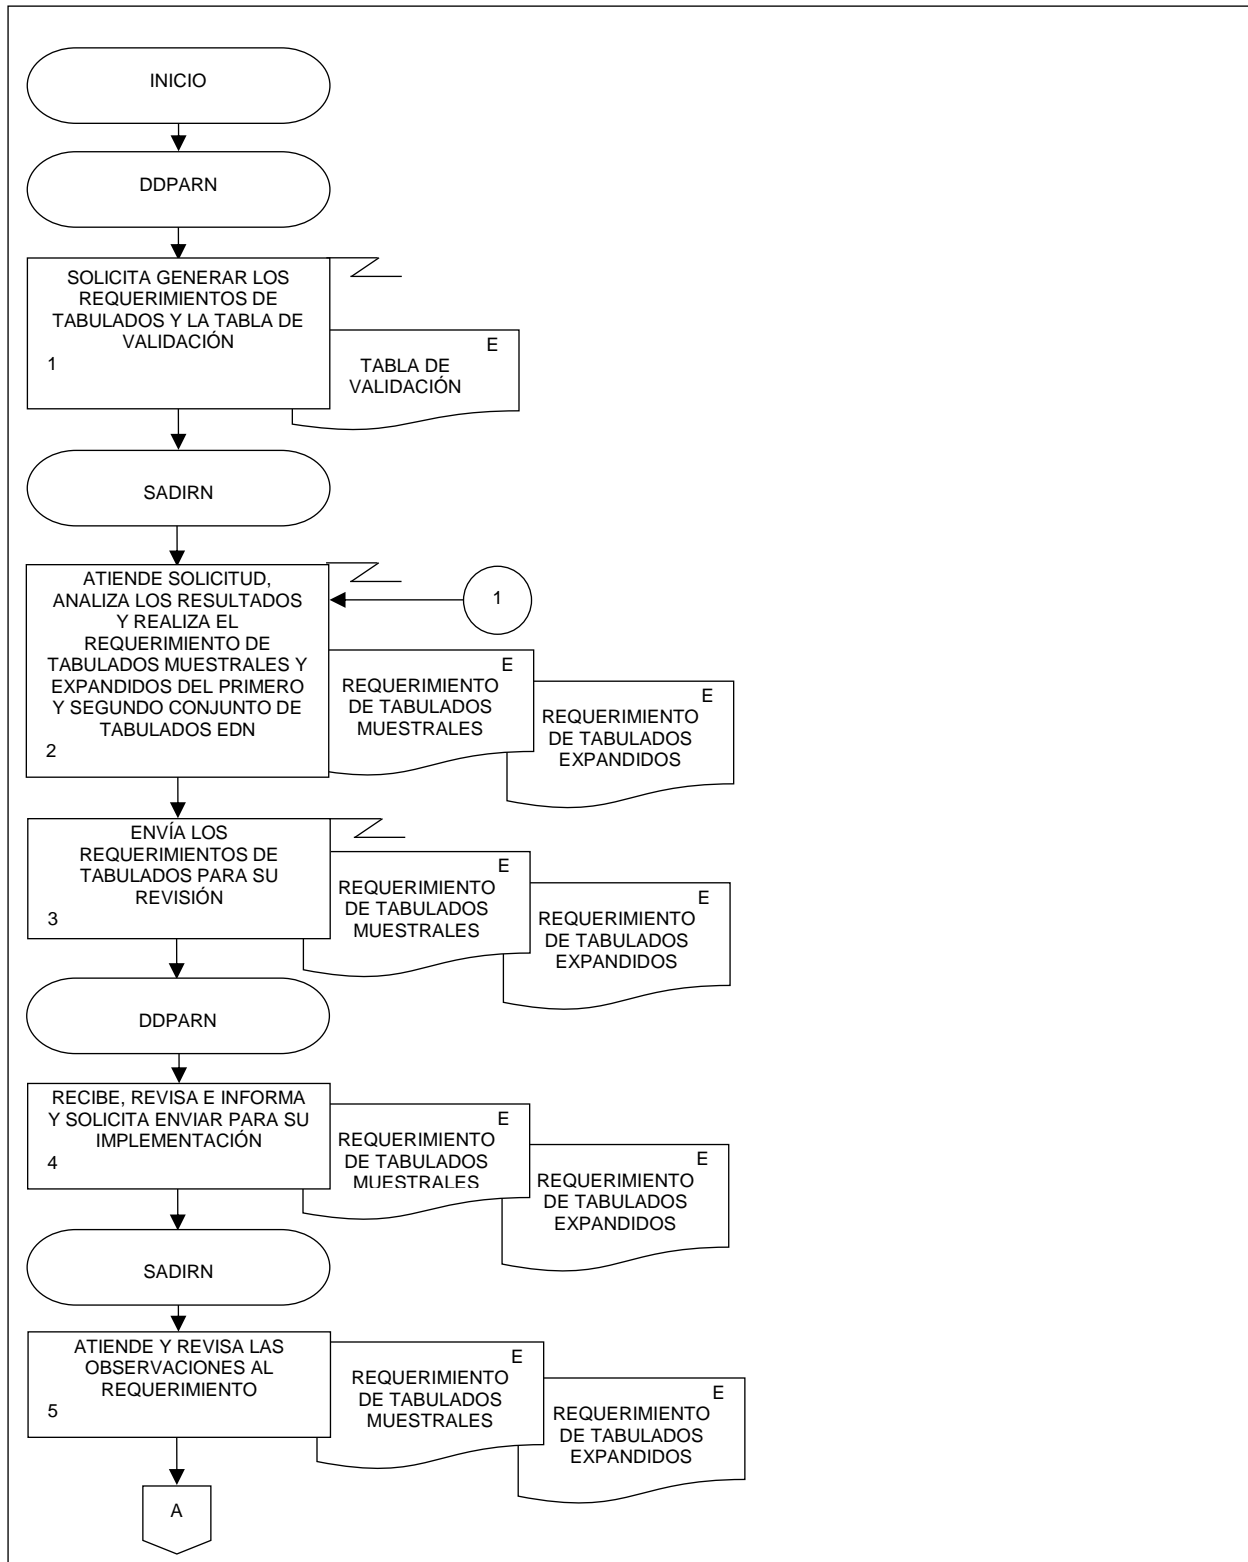 INICIO
DDPARN
SOLICITA GENERAR LOS
REQUERIMIENTOS DE
TABULADOS Y LA TABLA DE
VALIDACIÓN
1
E
TABLA DE
VALIDACIÓN
SADIRN
ATIENDE SOLICITUD,
ANALIZA LOS RESULTADOS
Y REALIZA EL
REQUERIMIENTO DE
TABULADOS MUESTRALES Y
EXPANDIDOS DEL PRIMERO
Y SEGUNDO CONJUNTO DE
TABULADOS EDN
2
1
E
REQUERIMIENTO
DE TABULADOS
MUESTRALES
E
REQUERIMIENTO
DE TABULADOS
EXPANDIDOS
ENVÍA LOS
REQUERIMIENTOS DE
TABULADOS PARA SU
REVISIÓN
3
E
REQUERIMIENTO
DE TABULADOS
MUESTRALES
E
REQUERIMIENTO
DE TABULADOS
EXPANDIDOS
DDPARN
RECIBE, REVISA E INFORMA
Y SOLICITA ENVIAR PARA SU
IMPLEMENTACIÓN
4
E
REQUERIMIENTO
DE TABULADOS
MUESTRALES
E
REQUERIMIENTO
DE TABULADOS
EXPANDIDOS
SADIRN
ATIENDE Y REVISA LAS
OBSERVACIONES AL
REQUERIMIENTO
5
E
REQUERIMIENTO
DE TABULADOS
MUESTRALES
E
REQUERIMIENTO
DE TABULADOS
EXPANDIDOS
A